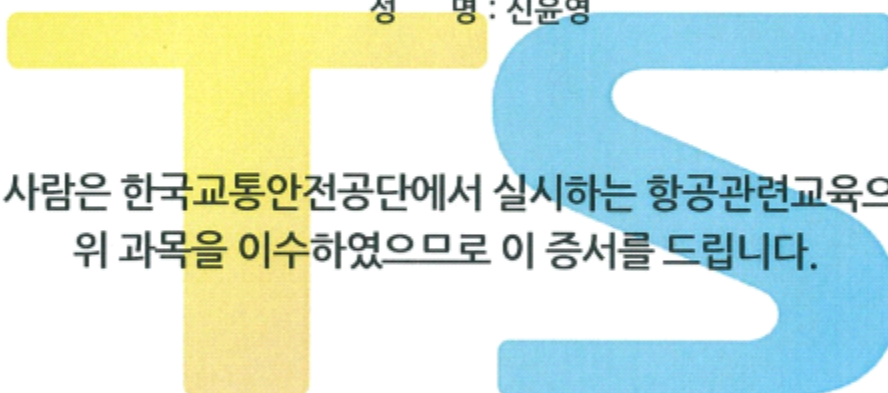 성 명 : 신윤영
TS
사람은 한국교통안전공단에서 실시하는 항공관련교육으
위 과목을 이수하였으므로 이 증서를 드립니다.